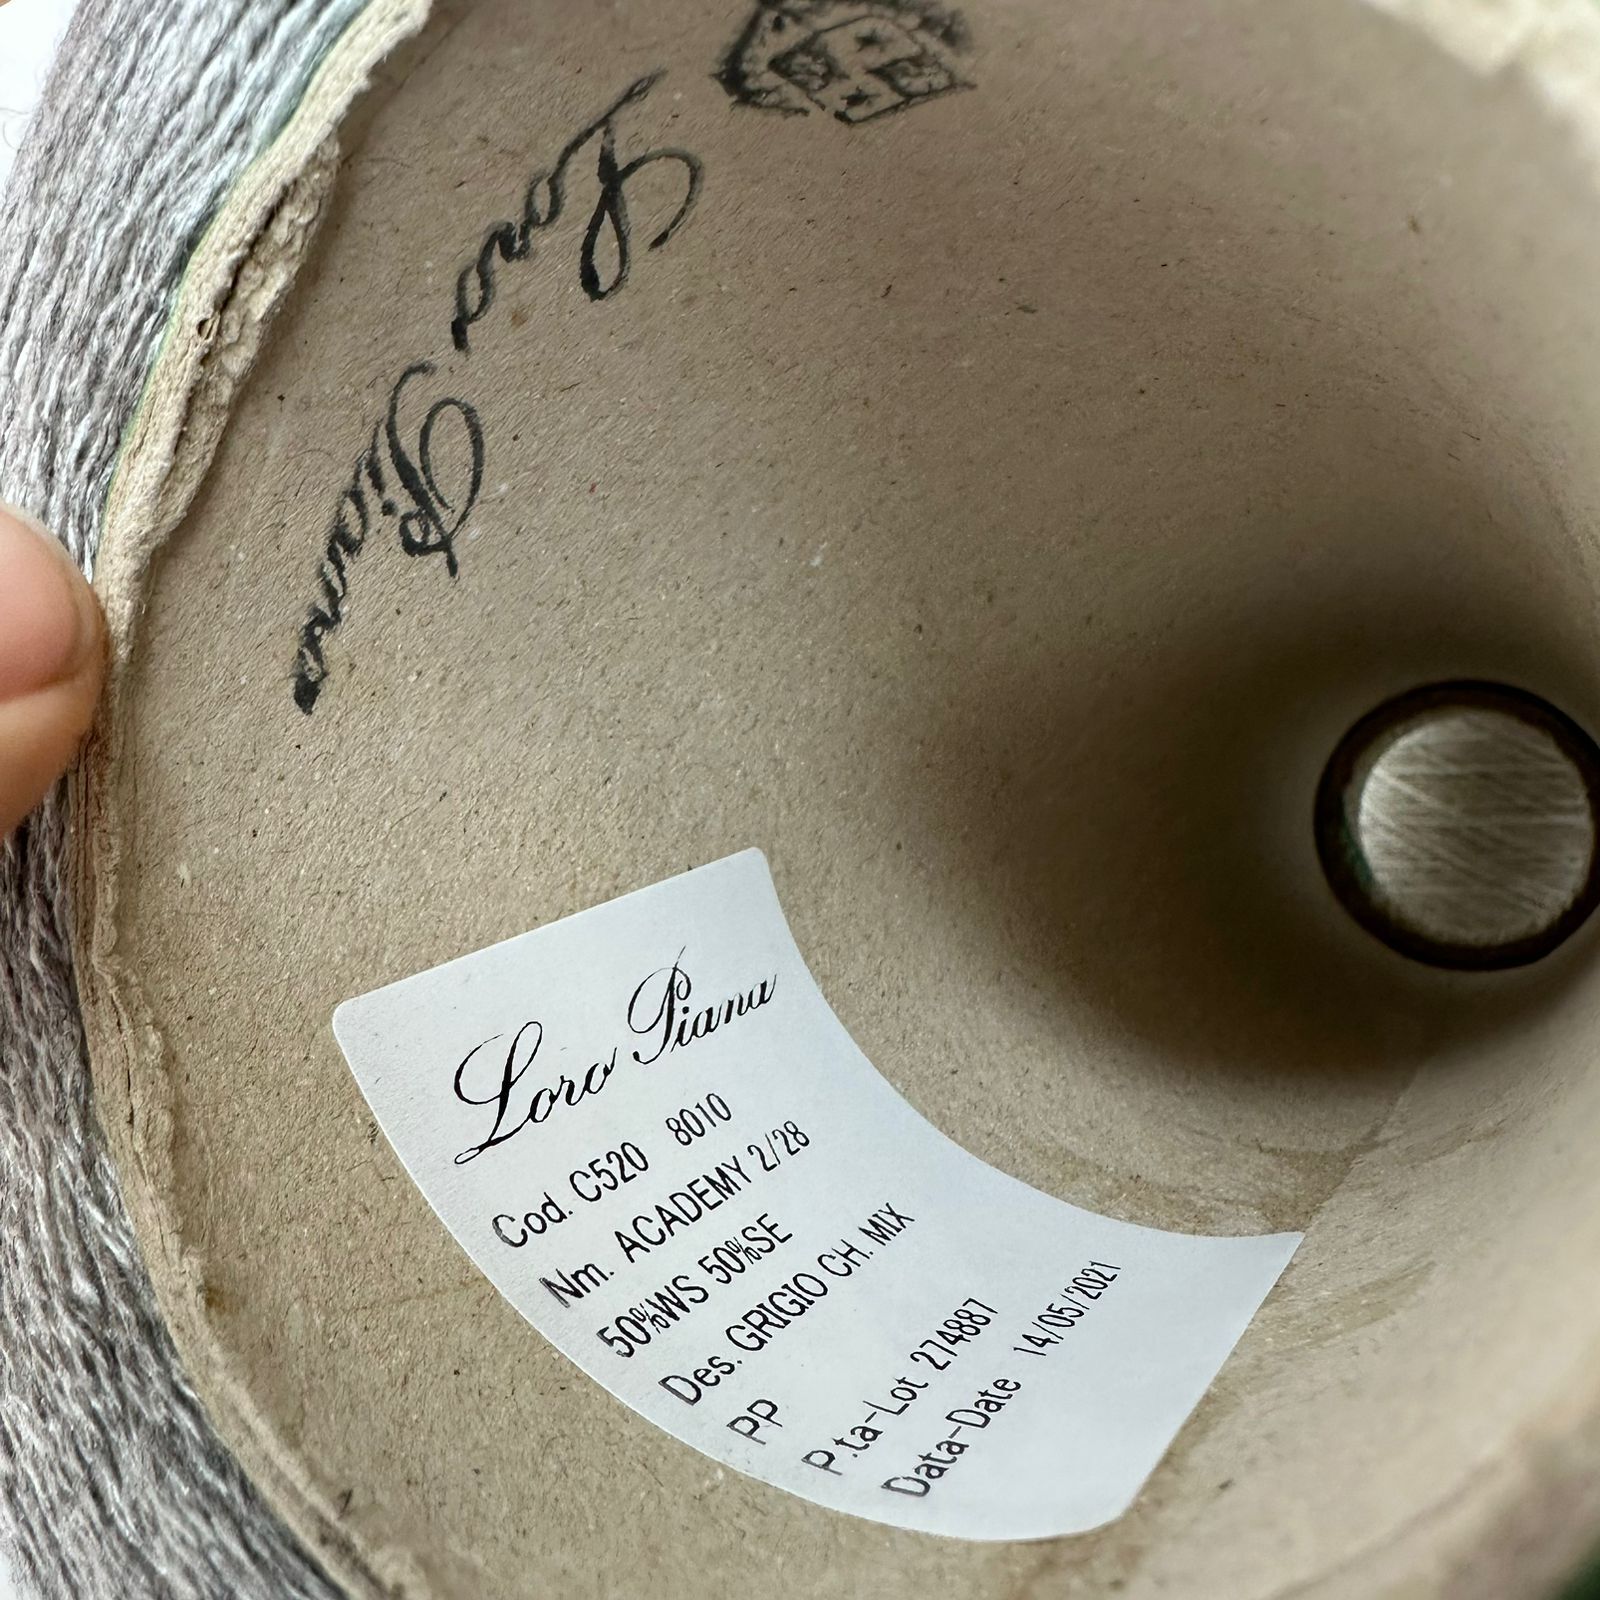 Loro Piana
Loro Piana
Cod. C520 8010
Nm. ACADEMY 2/28
50%WS 50%SE
Des. GRIGIO CH. MIX
PP
P.ta-Lot 274887
Data-Date 14/05/2021